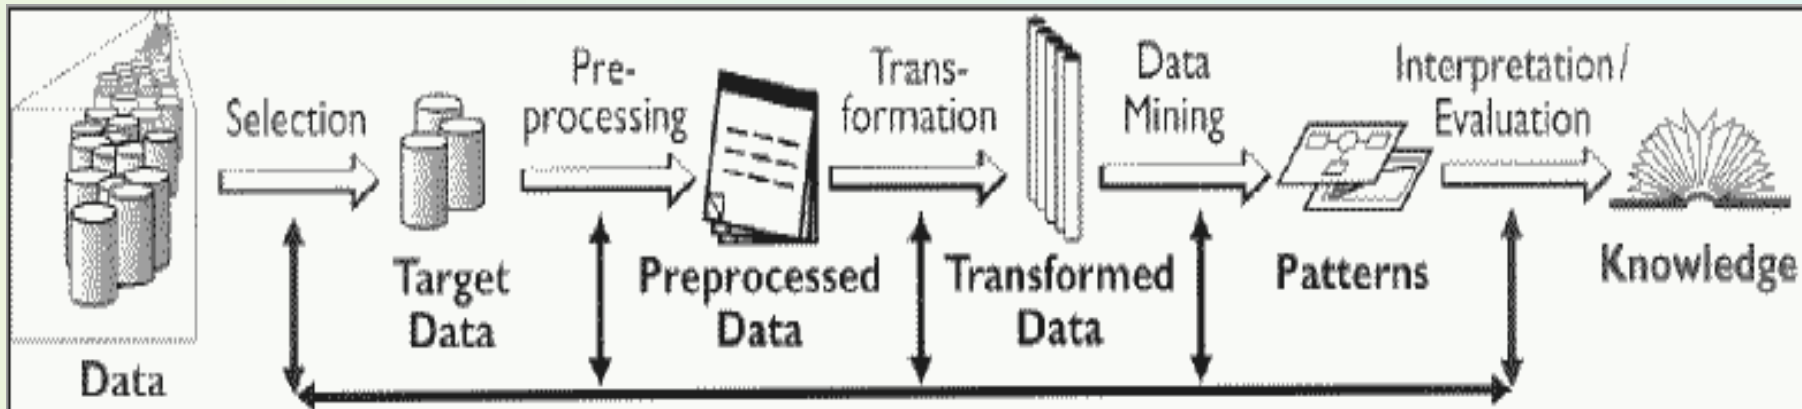 Data
Selection
Target
Data
Pre-
processing
Preprocessed
Data
Trans-
formation
Transformed
Data
Data
Mining
Patterns
Interpretation/
Evaluation
Knowledge